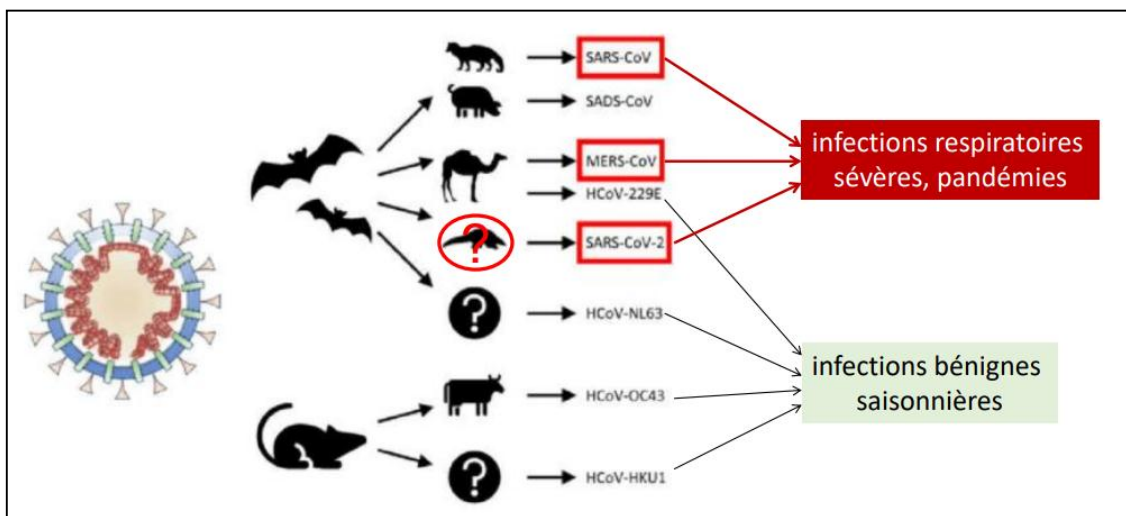 SARS-CoV
SADS-CoV
MERS-CoV
HCoV-229E
?
SARS-CoV-2
?
HCoV-NL63
HCoV-OC43
?
HCoV-HKU1
infections respiratoires
sévères, pandémies
infections bénignes
saisonnières